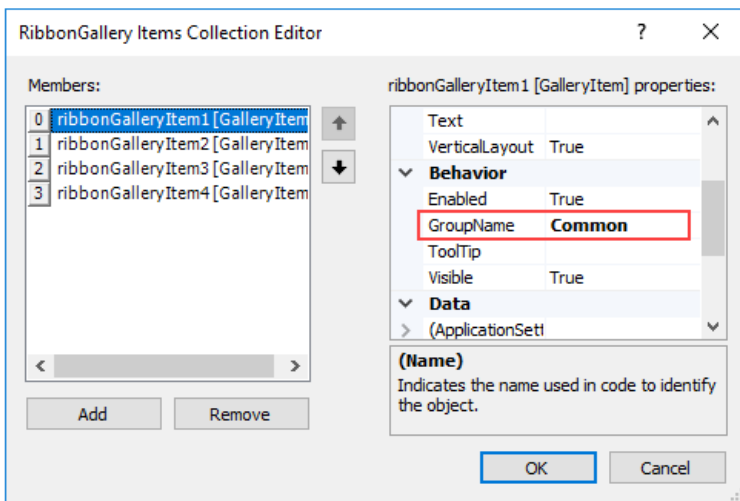 RibbonGallery Items Collection Editor
?
Members:
0 ribbonGalleryItem1 [GalleryItem
1 ribbonGalleryItem2 [GalleryItem
2 ribbonGalleryItem3 [GalleryItem
3 ribbonGalleryItem4 [GalleryItem
Add Remove
ribbonGalleryItem1 [GalleryItem] properties:
Text
VerticalLayout True
Behavior
Enabled True
GroupName Common
ToolTip
Visible True
Data
(ApplicationSett
(Name)
Indicates the name used in code to identify
the object.
OK Cancel